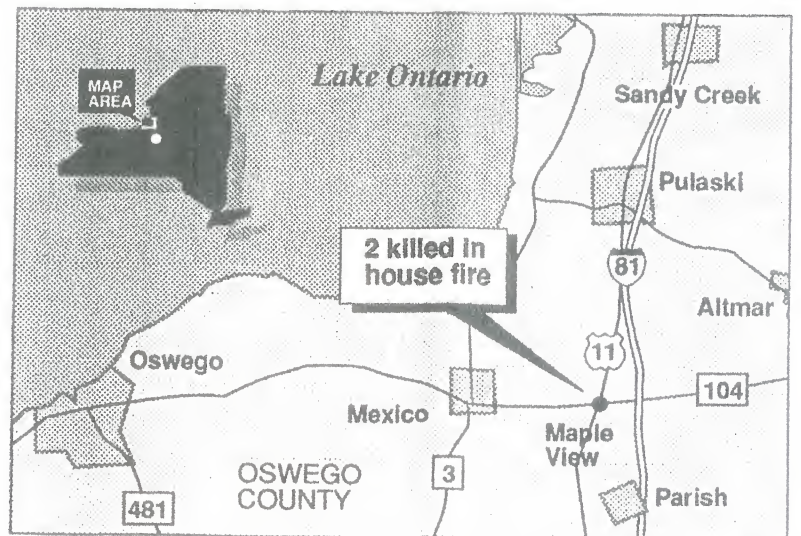 MAP
AREA
Lake Ontario
Sandy Creek
Pulaski
2 killed in
house fire
81
Altmar
11
Oswego
104
Mexico
Maple
View
OSWEGO
COUNTY
3
481
Parish